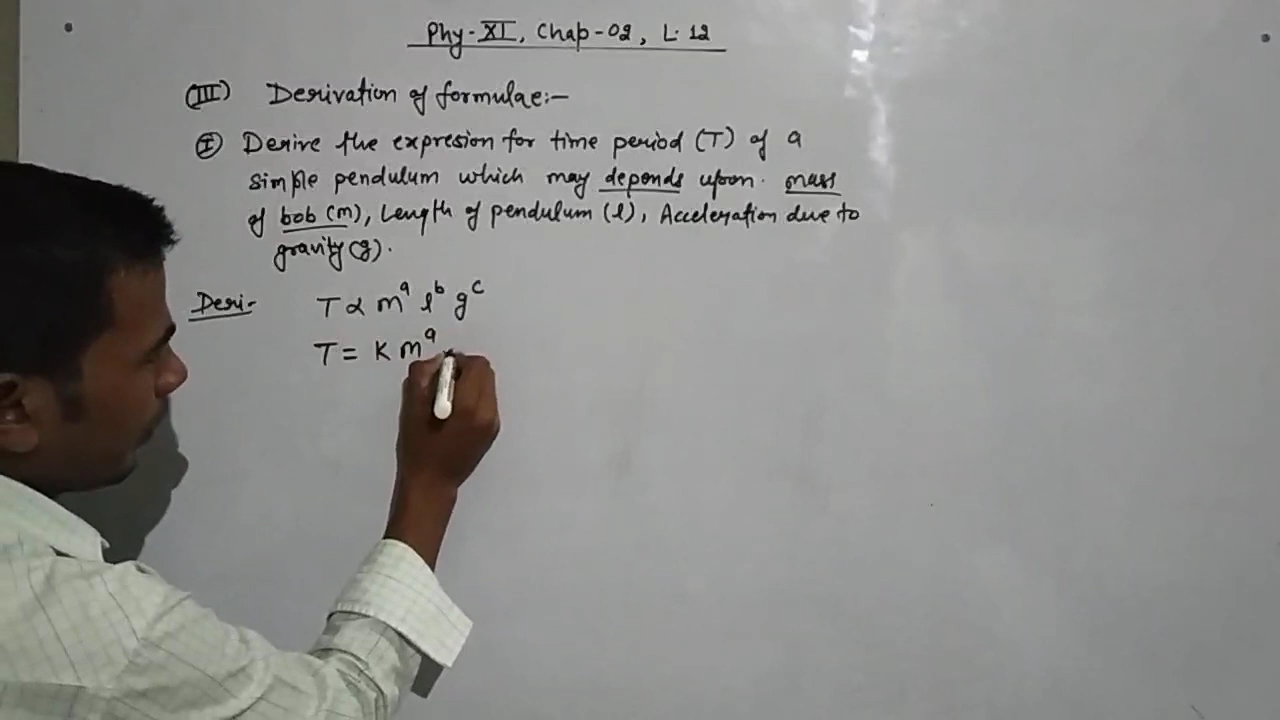 Phy-XI, Chap-02, L.12
(III) Derivation of formulae:-
(I) Derive the expresion for time period (T) of a
simple pendulum which may depends upon. mass
of bob (m), Length of pendulum (l), Acceleration due to
gravity (g).
Deri- T ∝ m^a l^b g^c
T = K m^a